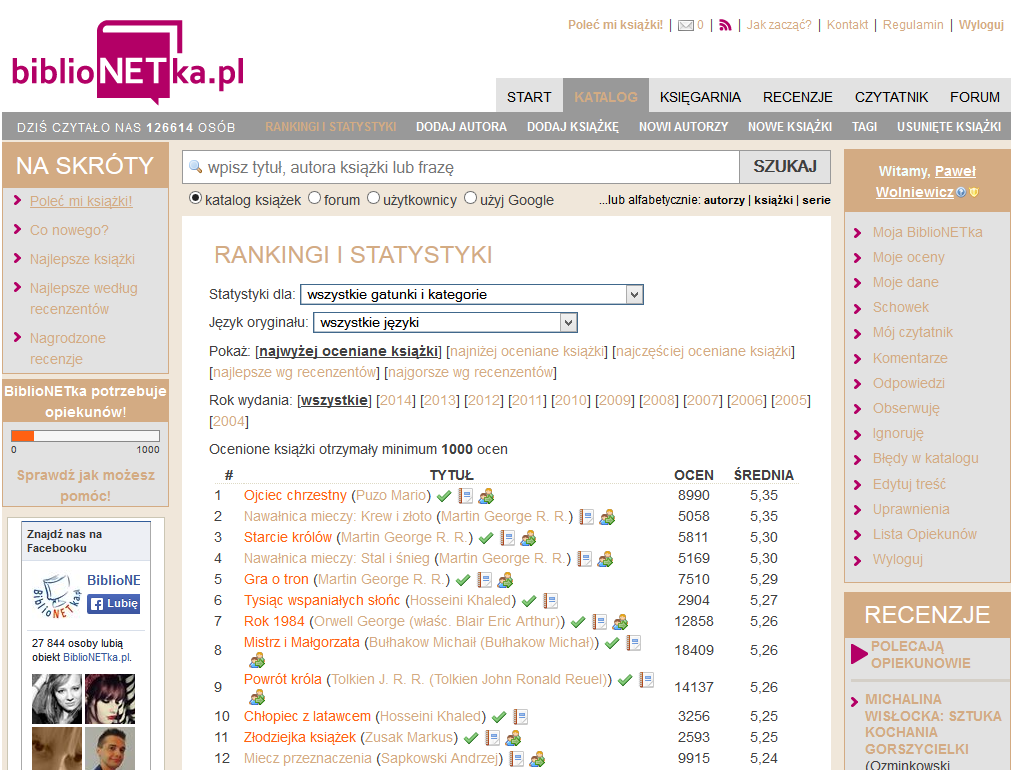 Poleć mi książki! | 0 | | Jak zacząć? | Kontakt | Regulamin | Wyloguj
biblioNETka.pl
START KATALOG KSIĘGARNIA RECENZJE CZYTATNIK FORUM
DZIŚ CZYTAŁO NAS 126614 OSÓB
RANKINGI I STATYSTYKI DODAJ AUTORA DODAJ KSIĄŻKĘ NOWI AUTORZY NOWE KSIĄŻKI TAGI USUNIĘTE KSIĄŻKI
NA SKRÓTY
Poleć mi książki!
Co nowego?
Najlepsze książki
Najlepsze według
recenzentów
Nagrodzone
recenzje
BiblioNETka potrzebuje
opiekunów!
0 1000
Sprawdź jak możesz
pomóc!
Znajdź nas na
Facebooku
BiblioNETka.pl
BiblioNE
Lubię
27 844 osoby lubią
obiekt BiblioNETka.pl.
wpisz tytuł, autora książki lub frazę
SZUKAJ
katalog książek forum użytkownicy użyj Google
...lub alfabetycznie: autorzy | książki | serie
RANKINGI I STATYSTYKI
Statystyki dla: wszystkie gatunki i kategorie
Język oryginału: wszystkie języki
Pokaż: [najwyżej oceniane książki] [najniżej oceniane książki] [najczęściej oceniane książki]
[najlepsze wg recenzentów] [najgorsze wg recenzentów]
Rok wydania: [wszystkie] [2014] [2013] [2012] [2011] [2010] [2009] [2008] [2007] [2006] [2005]
[2004]
Ocenione książki otrzymały minimum 1000 ocen
# TYTUŁ OCEN ŚREDNIA
1 Ojciec chrzestny (Puzo Mario) 8990 5,35
2 Nawałnica mieczy: Krew i złoto (Martin George R. R.) 5058 5,35
3 Starcie królów (Martin George R. R.) 5811 5,30
4 Nawałnica mieczy: Stal i śnieg (Martin George R. R.) 5169 5,30
5 Gra o tron (Martin George R. R.) 7510 5,29
6 Tysiąc wspaniałych słońc (Hosseini Khaled) 2904 5,27
7 Rok 1984 (Orwell George (właśc. Blair Eric Arthur)) 12858 5,26
8 Mistrz i Małgorzata (Bułhakow Michaił (Bułhakow Michał)) 18409 5,26
9 Powrót króla (Tolkien J. R. R. (Tolkien John Ronald Reuel)) 14137 5,26
10 Chłopiec z latawcem (Hosseini Khaled) 3256 5,25
11 Złodziejka książek (Zusak Markus) 2593 5,25
12 Miecz przeznaczenia (Sapkowski Andrzej) 9915 5,24
Witamy, Paweł
Wolniewicz
Moja BiblioNETka
Moje oceny
Moje dane
Schowek
Mój czytatnik
Komentarze
Odpowiedzi
Obserwuję
Ignoruję
Błędy w katalogu
Edytuj treść
Uprawnienia
Lista Opiekunów
Wyloguj
RECENZJE
POLECAJĄ
OPIEKUNOWIE
MICHALINA
WISŁOCKA: SZTUKA
KOCHANIA
GORSZYCIELKI
(Ozminkowski